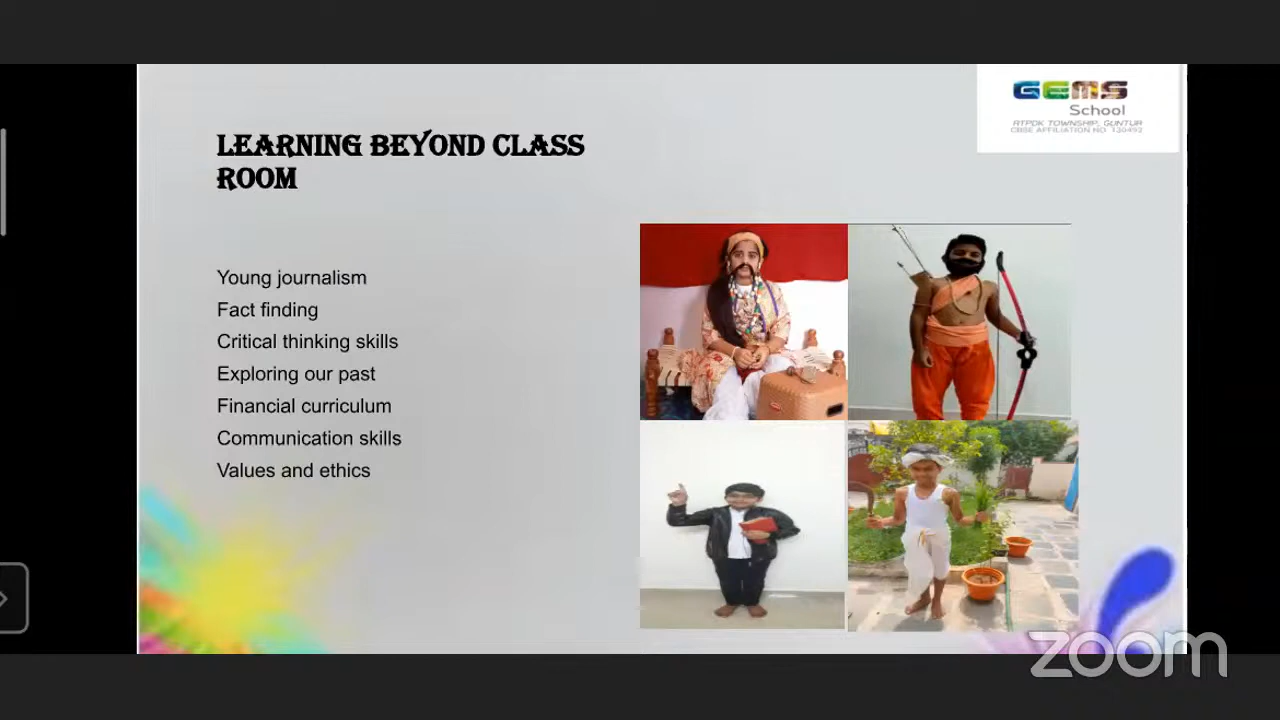 GEMS
School
RTPDK TOWNSHIP, GUNTUR
CBSE AFFILIATION NO 130492
LEARNING BEYOND CLASS
ROOM
Young journalism
Fact finding
Critical thinking skills
Exploring our past
Financial curriculum
Communication skills
Values and ethics
zoom